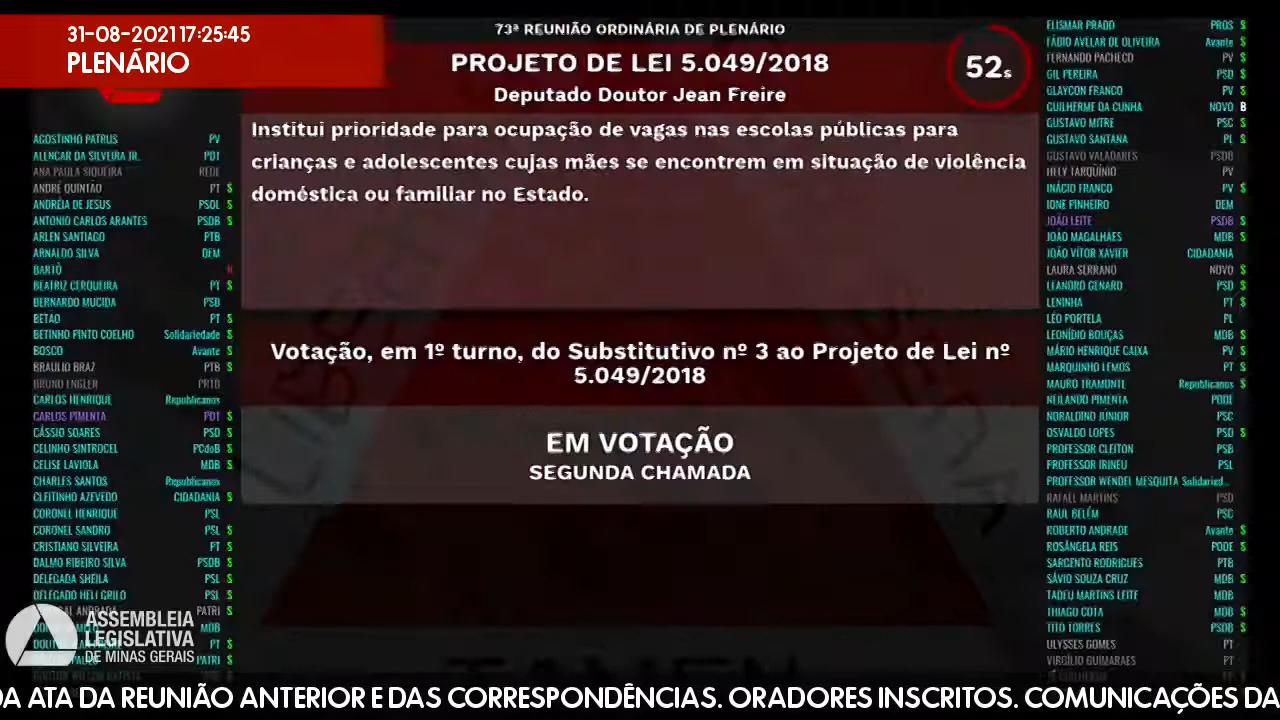 31-08-2021 17:25:45
PLENÁRIO
73ª REUNIÃO ORDINÁRIA DE PLENÁRIO
PROJETO DE LEI 5.049/2018
Deputado Doutor Jean Freire
52s
Institui prioridade para ocupação de vagas nas escolas públicas para
crianças e adolescentes cujas mães se encontrem em situação de violência
doméstica ou familiar no Estado.
Votação, em 1º turno, do Substitutivo nº 3 ao Projeto de Lei nº
5.049/2018
EM VOTAÇÃO
SEGUNDA CHAMADA
AGOSTINHO PATRUS PV
ALENCAR DA SILVEIRA JR. PDT
ANA PAULA SIQUEIRA REDE
ANDRÉ QUINTÃO PT S
ANDRÉIA DE JESUS PSOL S
ANTONIO CARLOS ARANTES PSDB S
ARLEN SANTIAGO PTB
ARNALDO SILVA DEM
BARTÔ N
BEATRIZ CERQUEIRA PT S
BERNARDO MUCIDA PSB
BETÃO PT S
BETINHO PINTO COELHO Solidariedade S
BOSCO Avante S
BRAULIO BRAZ PTB S
BRUNO ENGLER PRTB
CARLOS HENRIQUE Republicanos
CARLOS PIMENTA PDT S
CÁSSIO SOARES PSD S
CELINHO SINTROCEL PCdoB S
CELISE LAVIOLA MDB S
CHARLES SANTOS Republicanos
CLEITINHO AZEVEDO CIDADANIA S
CORONEL HENRIQUE PSL
CORONEL SANDRO PSL S
CRISTIANO SILVEIRA PT S
DALMO RIBEIRO SILVA PSDB S
DELEGADA SHEILA PSL S
DELEGADO HELI GRILO PSL S
ANDRADA PATRI S
MDB
PT S
PATRI S
ELISMAR PRADO PROS S
FÁBIO AVELAR DE OLIVEIRA Avante S
FERNANDO PACHECO PV S
GIL PEREIRA PSD S
GLAYCON FRANCO PV S
GUILHERME DA CUNHA NOVO B
GUSTAVO MITRE PSC S
GUSTAVO SANTANA PL S
GUSTAVO VALADARES PSDB
HELY TARQÜÍNIO PV
INÁCIO FRANCO PV S
IONE PINHEIRO DEM
JOÃO LEITE PSDB S
JOÃO MAGALHÃES MDB S
JOÃO VÍTOR XAVIER CIDADANIA
LAURA SERRANO NOVO S
LEANDRO GENARO PSD S
LENINHA PT S
LÉO PORTELA PL
LEONÍDIO BOUÇAS MDB S
MÁRIO HENRIQUE CAIXA PV S
MARQUINHO LEMOS PT S
MAURO TRAMONTE Republicanos S
NEILANDO PIMENTA PODE
NORALDINO JÚNIOR PSC
OSVALDO LOPES PSD S
PROFESSOR CLEITON PSB
PROFESSOR IRINEU PSL
PROFESSOR WENDEL MESQUITA Solidaried...
RAFAEL MARTINS PSD
RAUL BELÉM PSC
ROBERTO ANDRADE Avante S
ROSÂNGELA REIS PODE S
SARGENTO RODRIGUES PTB
SÁVIO SOUZA CRUZ MDB S
TADEU MARTINS LEITE MDB
THIAGO COTA MDB S
TITO TORRES PSDB S
ULYSSES GOMES PT
VIRGÍLIO GUIMARAES PT
ASSEMBLEIA
LEGISLATIVA
DE MINAS GERAIS
DA ATA DA REUNIÃO ANTERIOR E DAS CORRESPONDÊNCIAS. ORADORES INSCRITOS. COMUNICAÇÕES DA